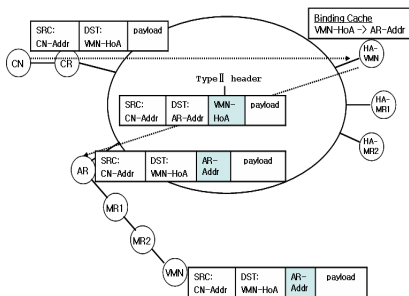 Binding Cache
VMN-HoA -> AR-Addr
SRC:
CN-Addr
DST:
VMN-HoA
payload
CN
CR
HA-
VMN
TypeⅡ header
SRC:
CN-Addr
DST:
AR-Addr
VMN-
HoA
payload
HA-
MR1
HA-
MR2
AR
SRC:
CN-Addr
DST:
VMN-HoA
AR-
Addr
payload
MR1
MR2
VMN
SRC:
CN-Addr
DST:
VMN-HoA
AR-
Addr
payload